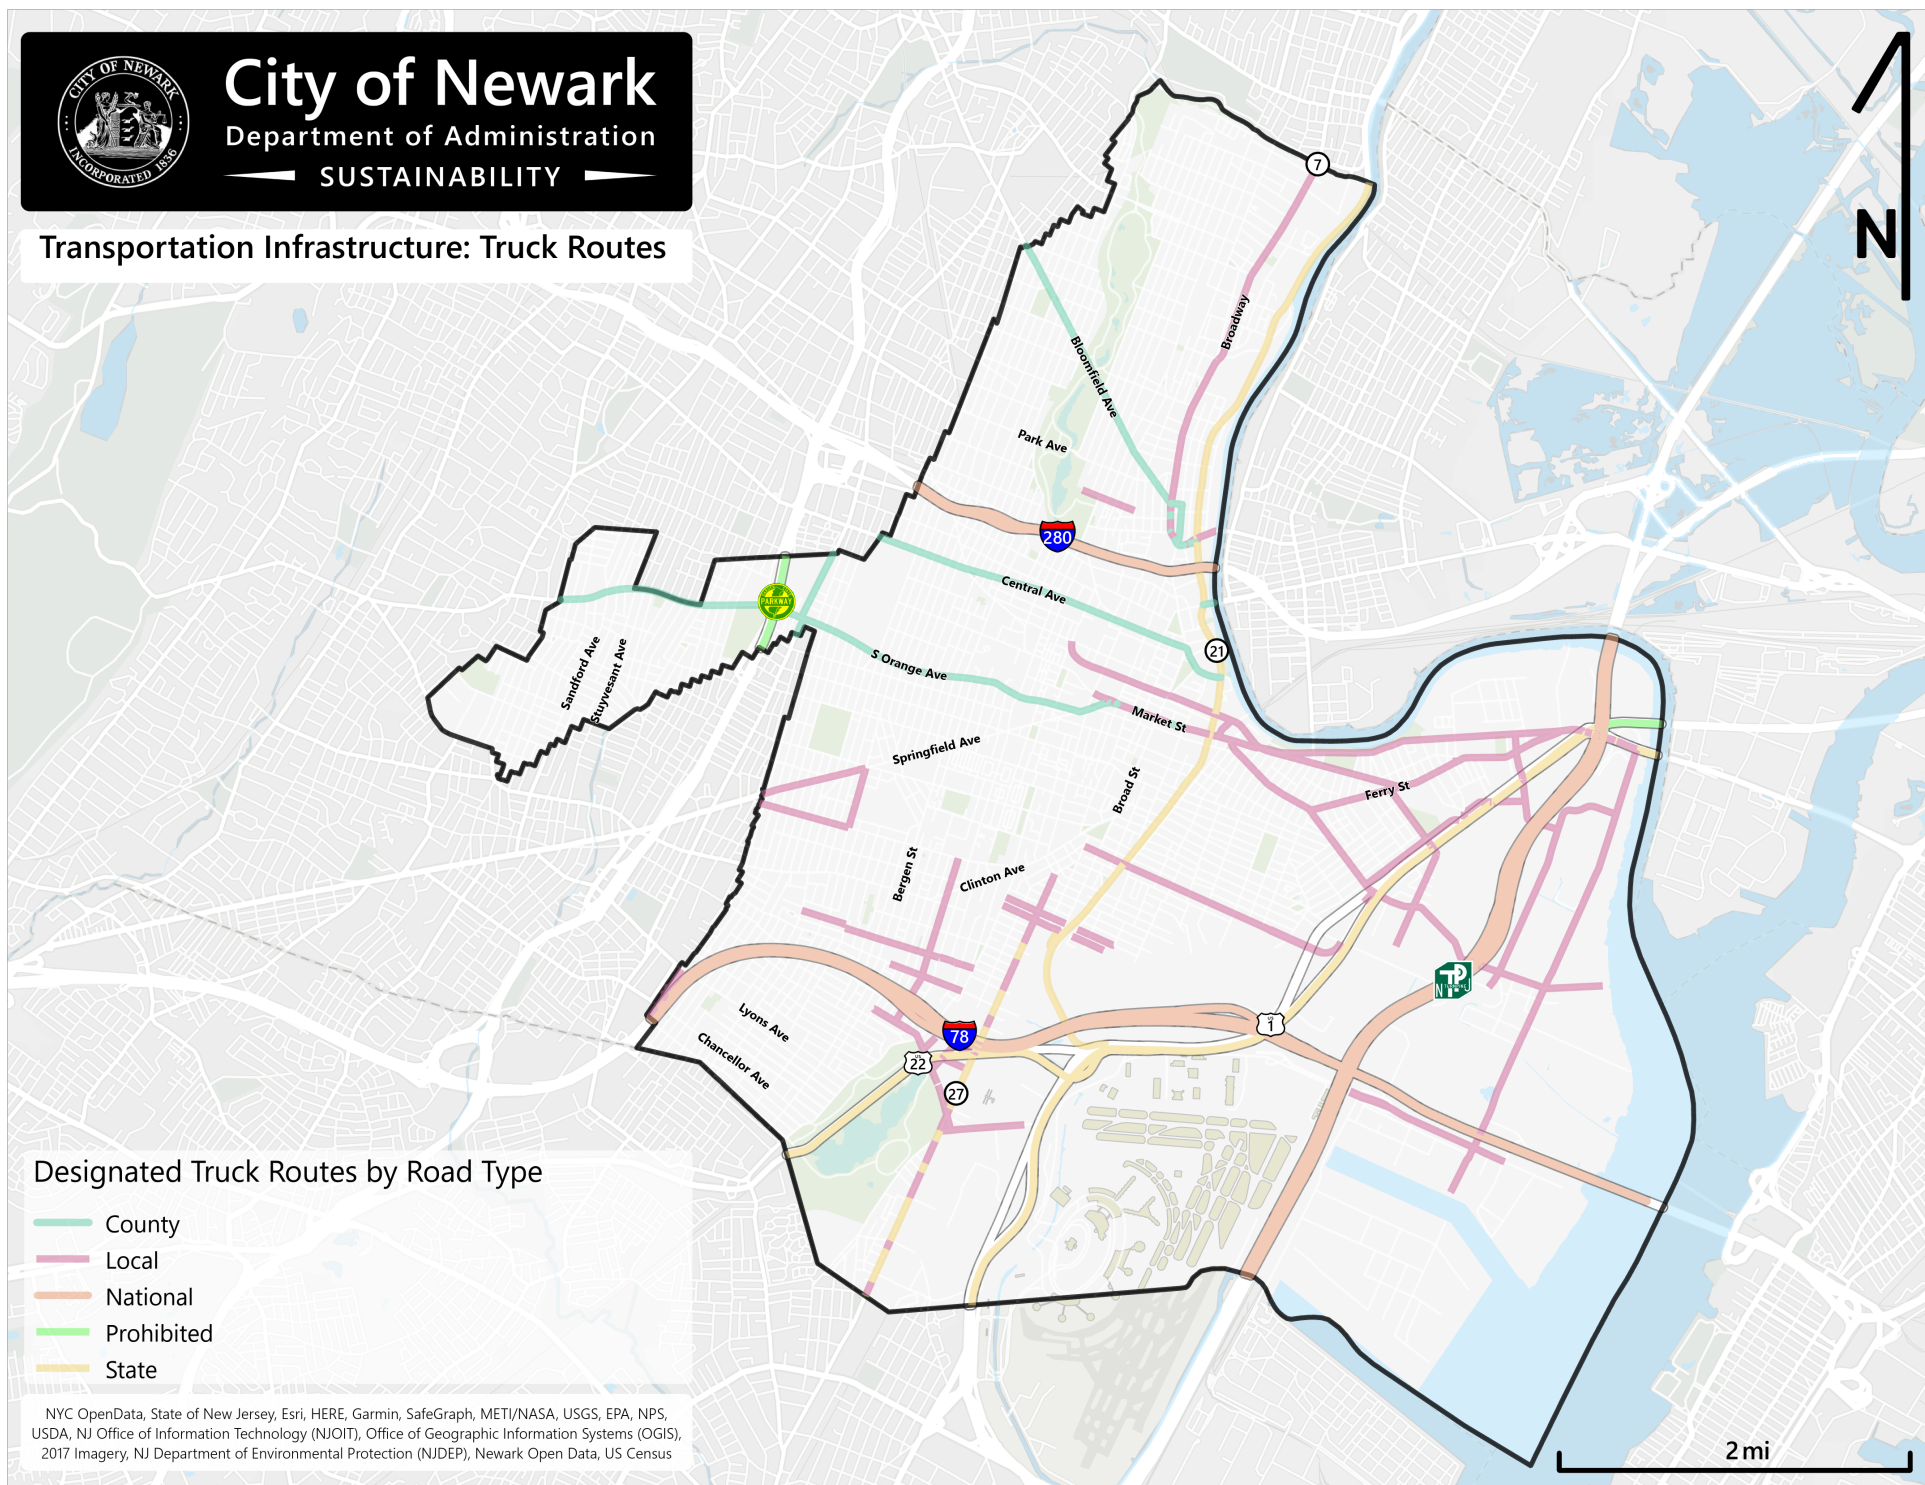 CITY OF NEWARK
INCORPORATED 1836
City of Newark
Department of Administration
SUSTAINABILITY
Transportation Infrastructure: Truck Routes
N
7
Broadway
Bloomfield Ave
Park Ave
280
Central Ave
PARKWAY
21
S Orange Ave
Sandford Ave
Stuyvesant Ave
Market St
Springfield Ave
Broad St
Ferry St
Bergen St
Clinton Ave
TP
N TURNPIKE J
Lyons Ave
Chancellor Ave
78
US
1
US
22
27
Designated Truck Routes by Road Type
County
Local
National
Prohibited
State
NYC OpenData, State of New Jersey, Esri, HERE, Garmin, SafeGraph, METI/NASA, USGS, EPA, NPS,
USDA, NJ Office of Information Technology (NJOIT), Office of Geographic Information Systems (OGIS),
2017 Imagery, NJ Department of Environmental Protection (NJDEP), Newark Open Data, US Census
2 mi